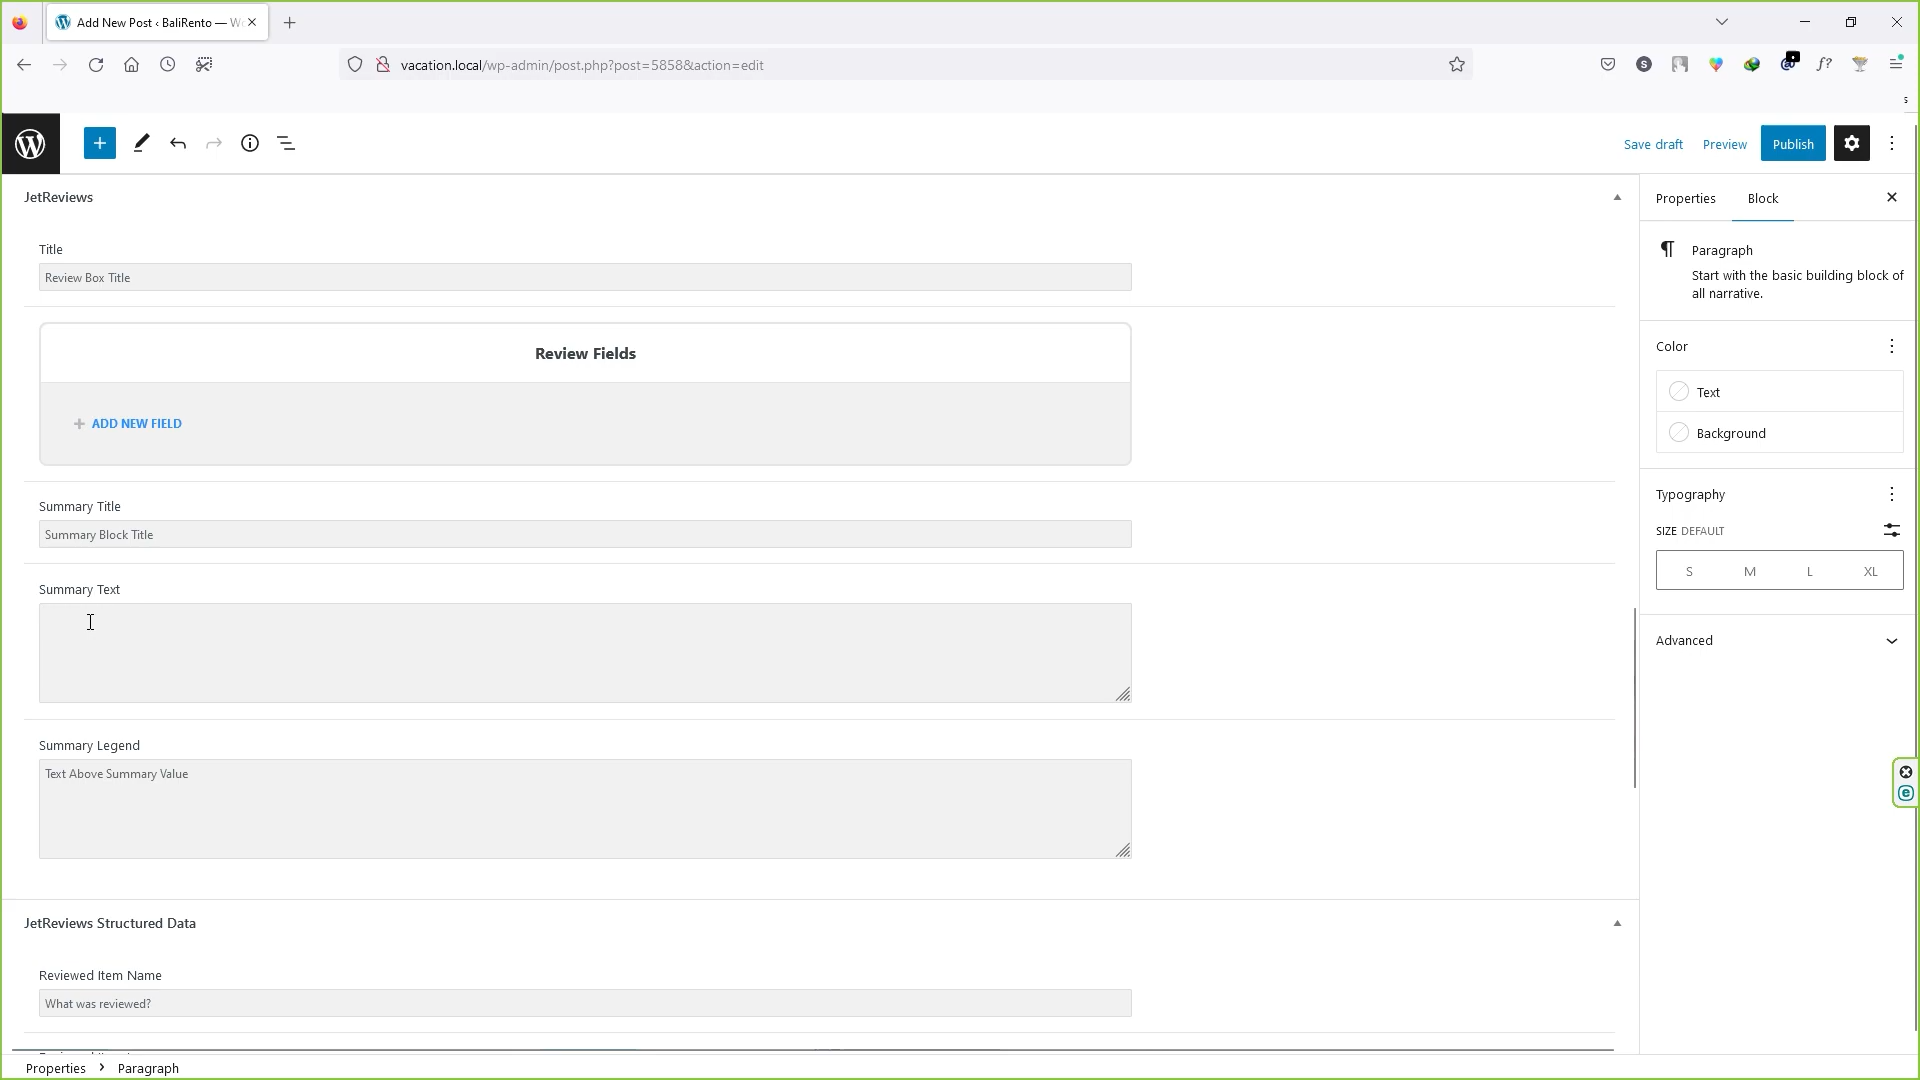 Add New Post ‹ BaliRento — W
vacation.local/wp-admin/post.php?post=5858&action=edit
S
f?
s
Save draft
Preview
Publish
JetReviews
Title
Review Box Title
Review Fields
+ ADD NEW FIELD
Summary Title
Summary Block Title
Summary Text
Summary Legend
Text Above Summary Value
JetReviews Structured Data
Reviewed Item Name
What was reviewed?
Properties
Block
Paragraph
Start with the basic building block of
all narrative.
Color
Text
Background
Typography
SIZE DEFAULT
S M L XL
Advanced
Properties › Paragraph